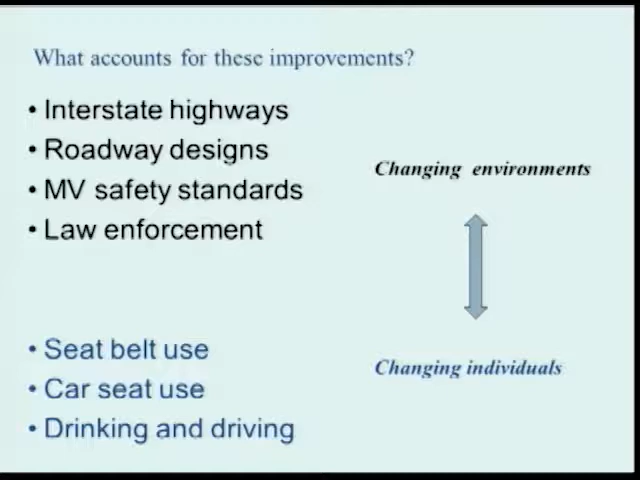 What accounts for these improvements?
• Interstate highways
• Roadway designs
• MV safety standards
• Law enforcement
Changing environments
• Seat belt use
• Car seat use
• Drinking and driving
Changing individuals